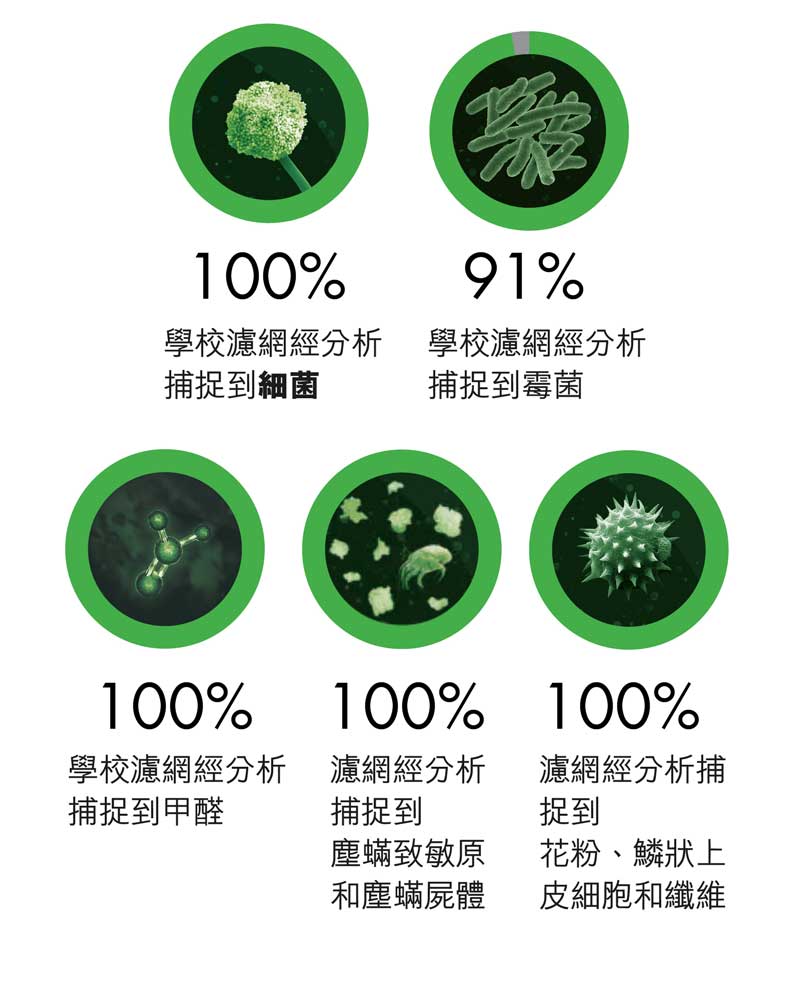 100%
學校濾網經分析
捕捉到細菌
91%
學校濾網經分析
捕捉到霉菌
100%
學校濾網經分析
捕捉到甲醛
100%
濾網經分析
捕捉到
塵蟎致敏原
和塵蟎屍體
100%
濾網經分析捕
捉到
花粉、鱗狀上
皮細胞和纖維